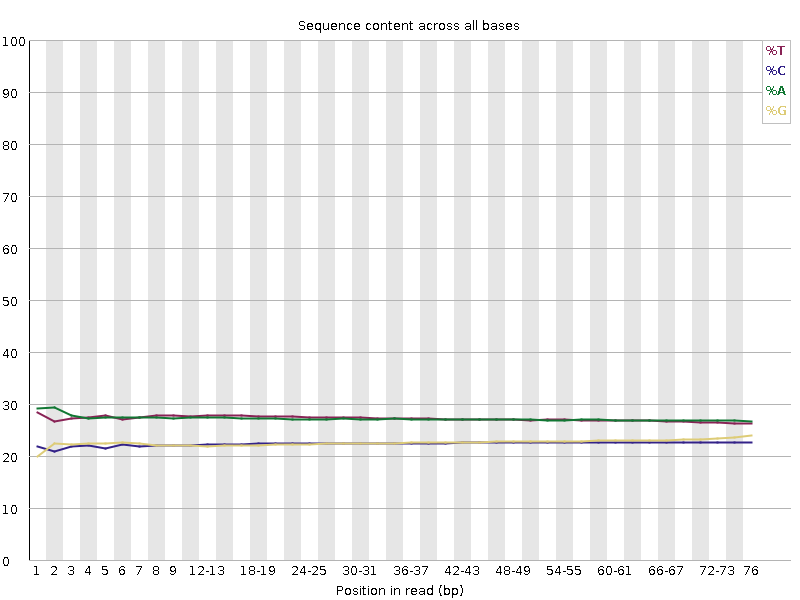 Sequence content across all bases
100
90
80
70
60
50
40
30
20
10
0
%T
%C
%A
%G
1 2 3 4 5 6 7 8 9 12-13 18-19 24-25 30-31 36-37 42-43 48-49 54-55 60-61 66-67 72-73 76
Position in read (bp)